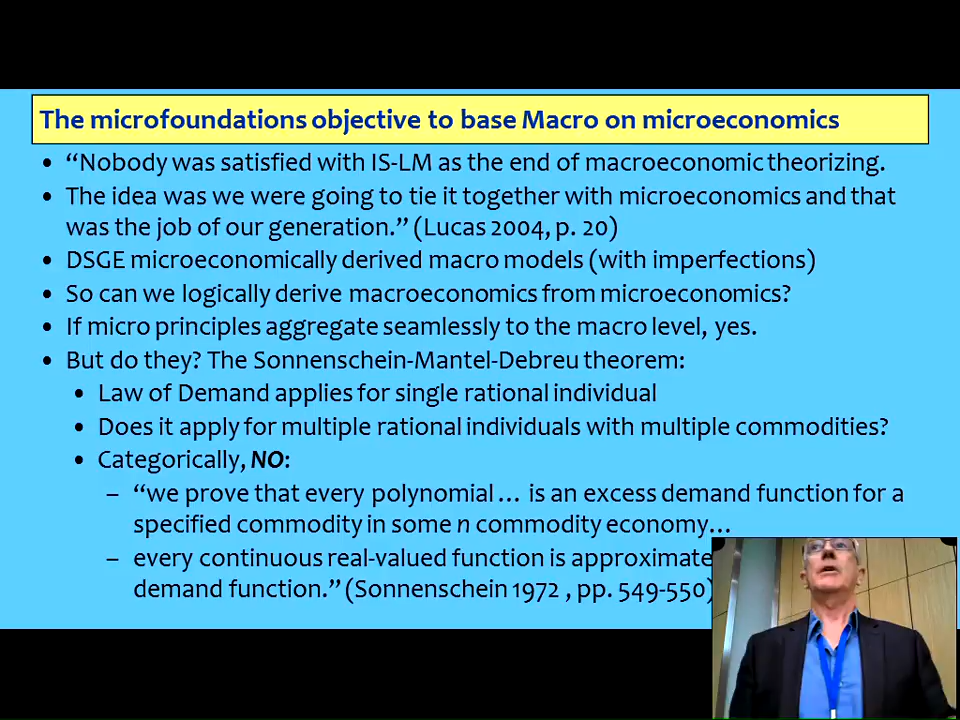 The microfoundations objective to base Macro on microeconomics
• “Nobody was satisfied with IS-LM as the end of macroeconomic theorizing.
• The idea was we were going to tie it together with microeconomics and that
was the job of our generation.” (Lucas 2004, p. 20)
• DSGE microeconomically derived macro models (with imperfections)
• So can we logically derive macroeconomics from microeconomics?
• If micro principles aggregate seamlessly to the macro level, yes.
• But do they? The Sonnenschein-Mantel-Debreu theorem:
• Law of Demand applies for single rational individual
• Does it apply for multiple rational individuals with multiple commodities?
• Categorically, NO:
– “we prove that every polynomial … is an excess demand function for a
specified commodity in some n commodity economy…
– every continuous real-valued function is approximate
demand function.” (Sonnenschein 1972 , pp. 549-550)